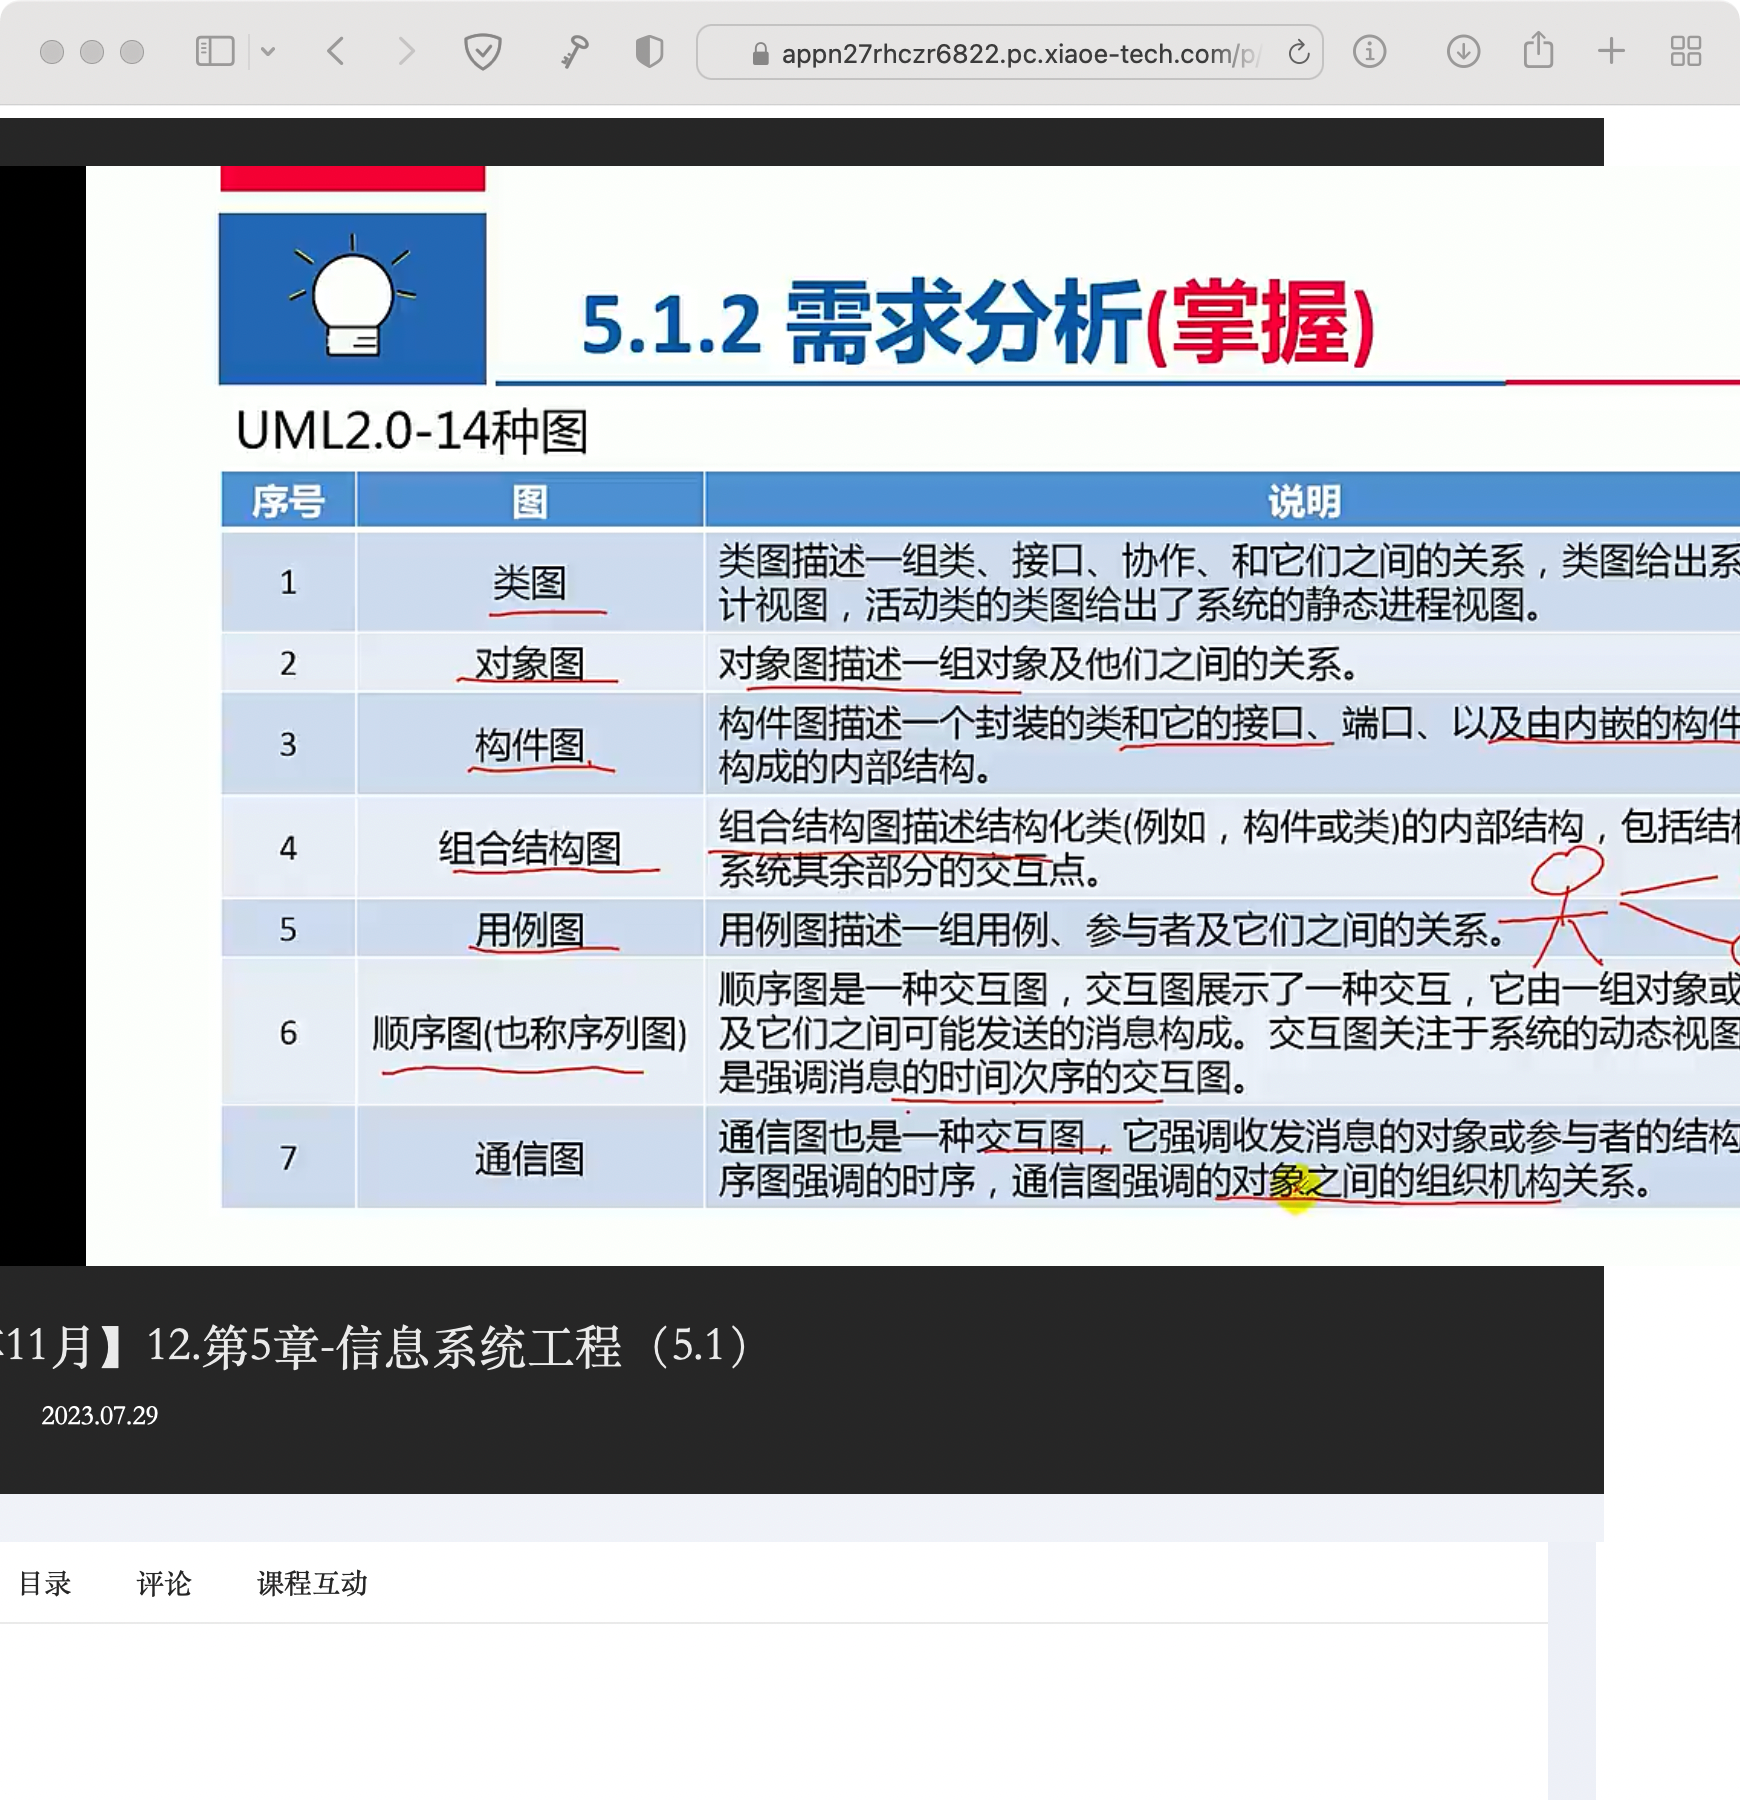 appn27rhczr6822.pc.xiaoe-tech.com/p/
5.1.2 需求分析(掌握)
UML2.0-14种图
序号 图 说明
1 类图 类图描述一组类、接口、协作、和它们之间的关系，类图给出系
计视图，活动类的类图给出了系统的静态进程视图。
2 对象图 对象图描述一组对象及他们之间的关系。
3 构件图 构件图描述一个封装的类和它的接口、端口、以及由内嵌的构件
构成的内部结构。
4 组合结构图 组合结构图描述结构化类(例如，构件或类)的内部结构，包括结
系统其余部分的交互点。
5 用例图 用例图描述一组用例、参与者及它们之间的关系。
6 顺序图(也称序列图) 顺序图是一种交互图，交互图展示了一种交互，它由一组对象或
及它们之间可能发送的消息构成。交互图关注于系统的动态视图
是强调消息的时间次序的交互图。
7 通信图 通信图也是一种交互图，它强调收发消息的对象或参与者的结构
序图强调的时序，通信图强调的对象之间的组织机构关系。
11月】12.第5章-信息系统工程（5.1）
2023.07.29
目录 评论 课程互动